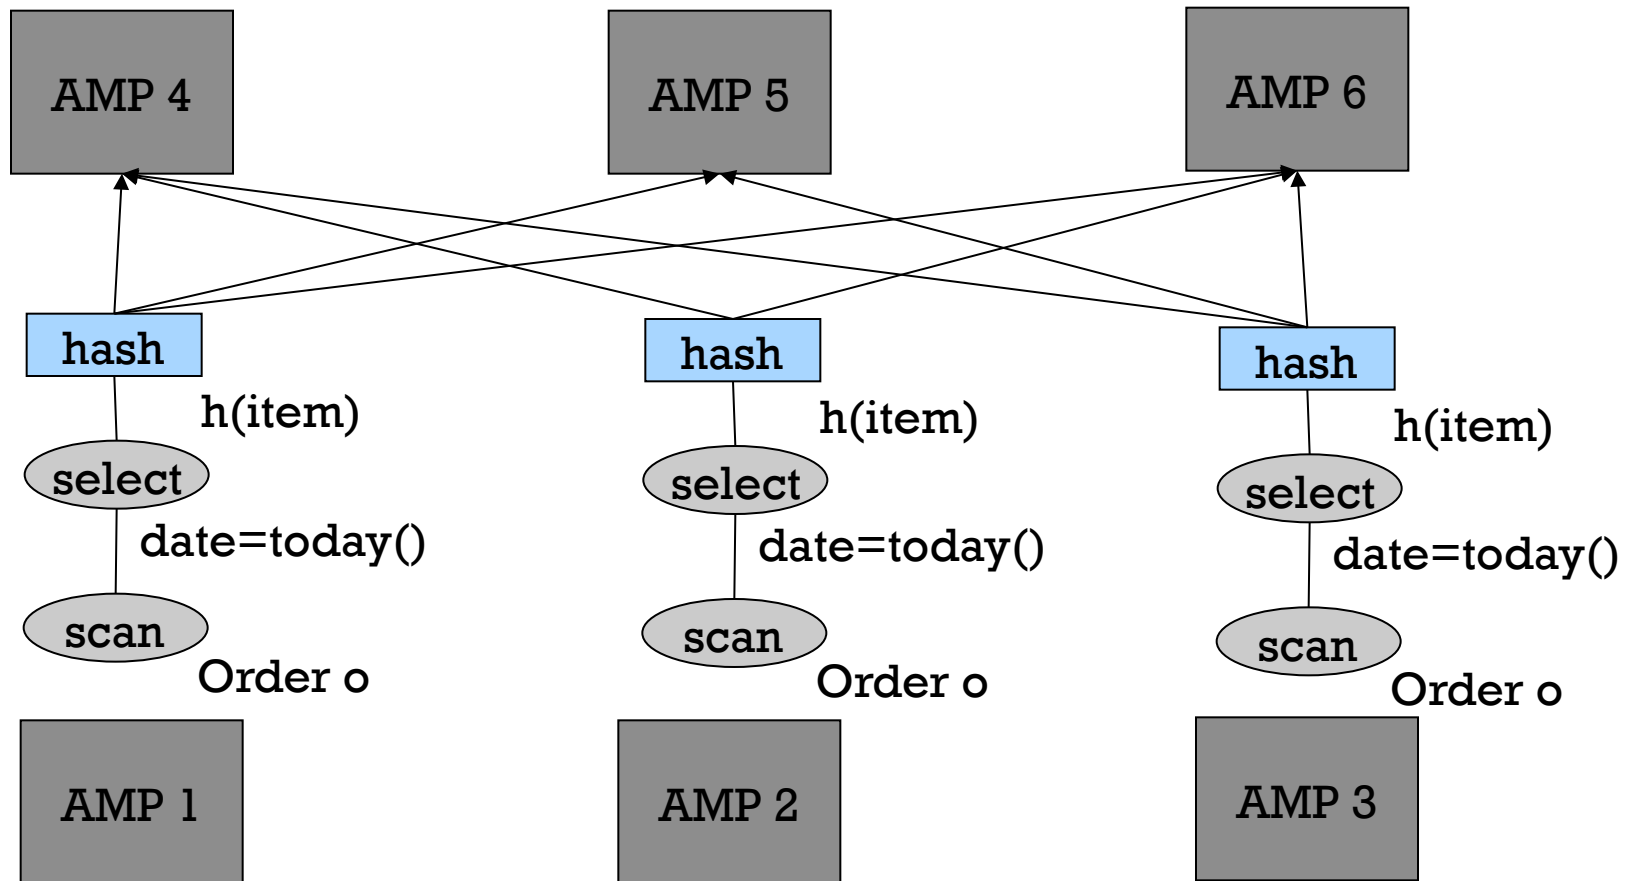 AMP 4
AMP 5
AMP 6
hash
hash
hash
h(item)
h(item)
h(item)
select
select
select
date=today()
date=today()
date=today()
scan
scan
scan
Order o
Order o
Order o
AMP 1
AMP 2
AMP 3